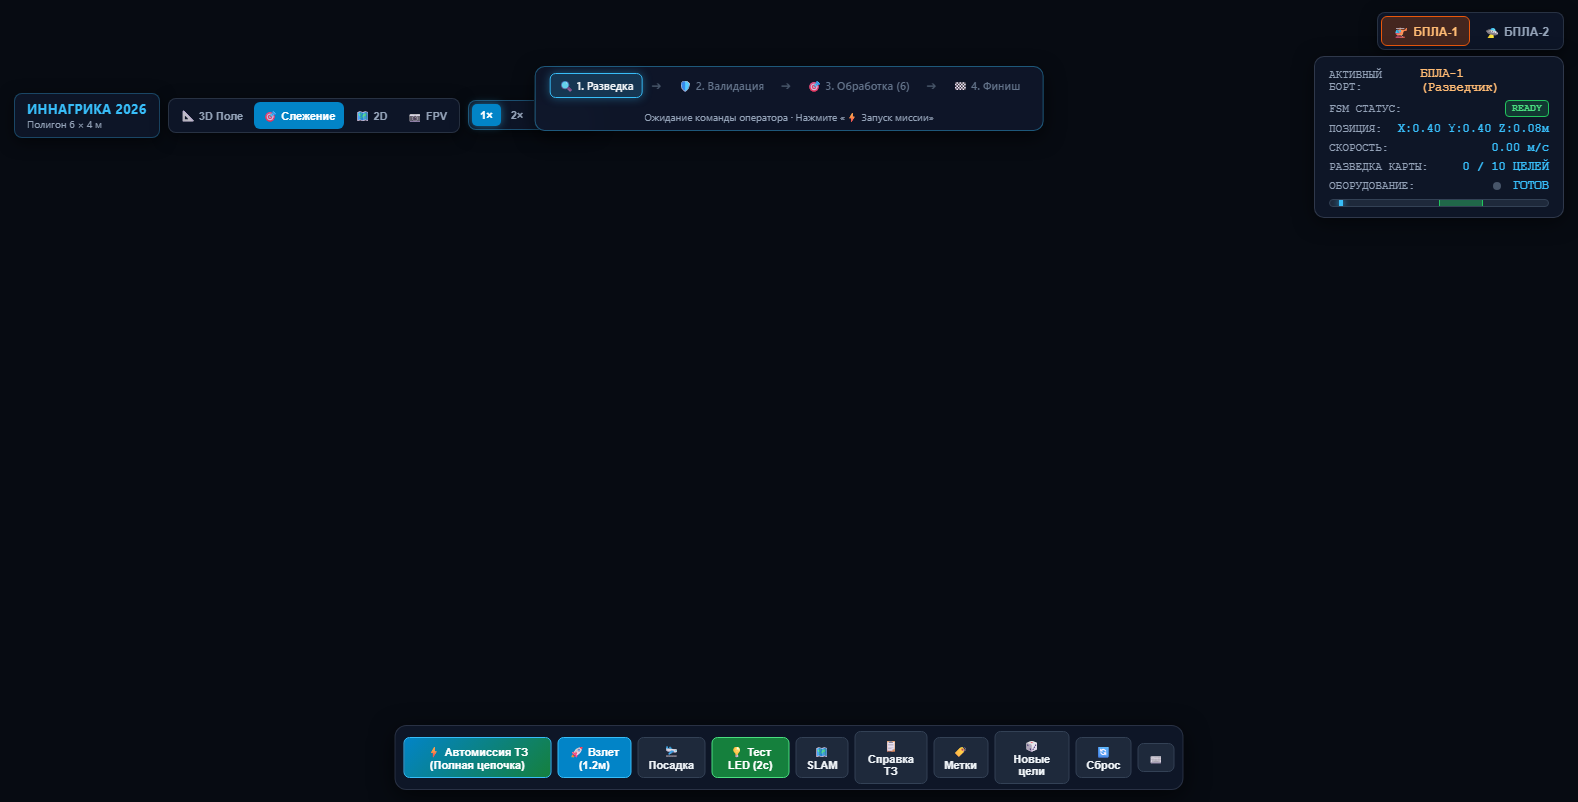 БПЛА-1
БПЛА-2
ИННАГРИКА 2026
Полигон 6 × 4 м
3D Поле
Слежение
2D
FPV
1×
2×
1. Разведка
→
2. Валидация
→
3. Обработка (6)
→
4. Финиш
Ожидание команды оператора · Нажмите « Запуск миссии»
АКТИВНЫЙ БОРТ:
БПЛА-1 (Разведчик)
FSM СТАТУС:
READY
ПОЗИЦИЯ:
X:0.40 Y:0.40 Z:0.08м
СКОРОСТЬ:
0.00 м/с
РАЗВЕДКА КАРТЫ:
0 / 10 ЦЕЛЕЙ
ОБОРУДОВАНИЕ:
ГОТОВ
Автомиссия ТЗ
(Полная цепочка)
Взлет
(1.2м)
Посадка
Тест
LED (2с)
SLAM
Справка
ТЗ
Метки
Новые
цели
Сброс